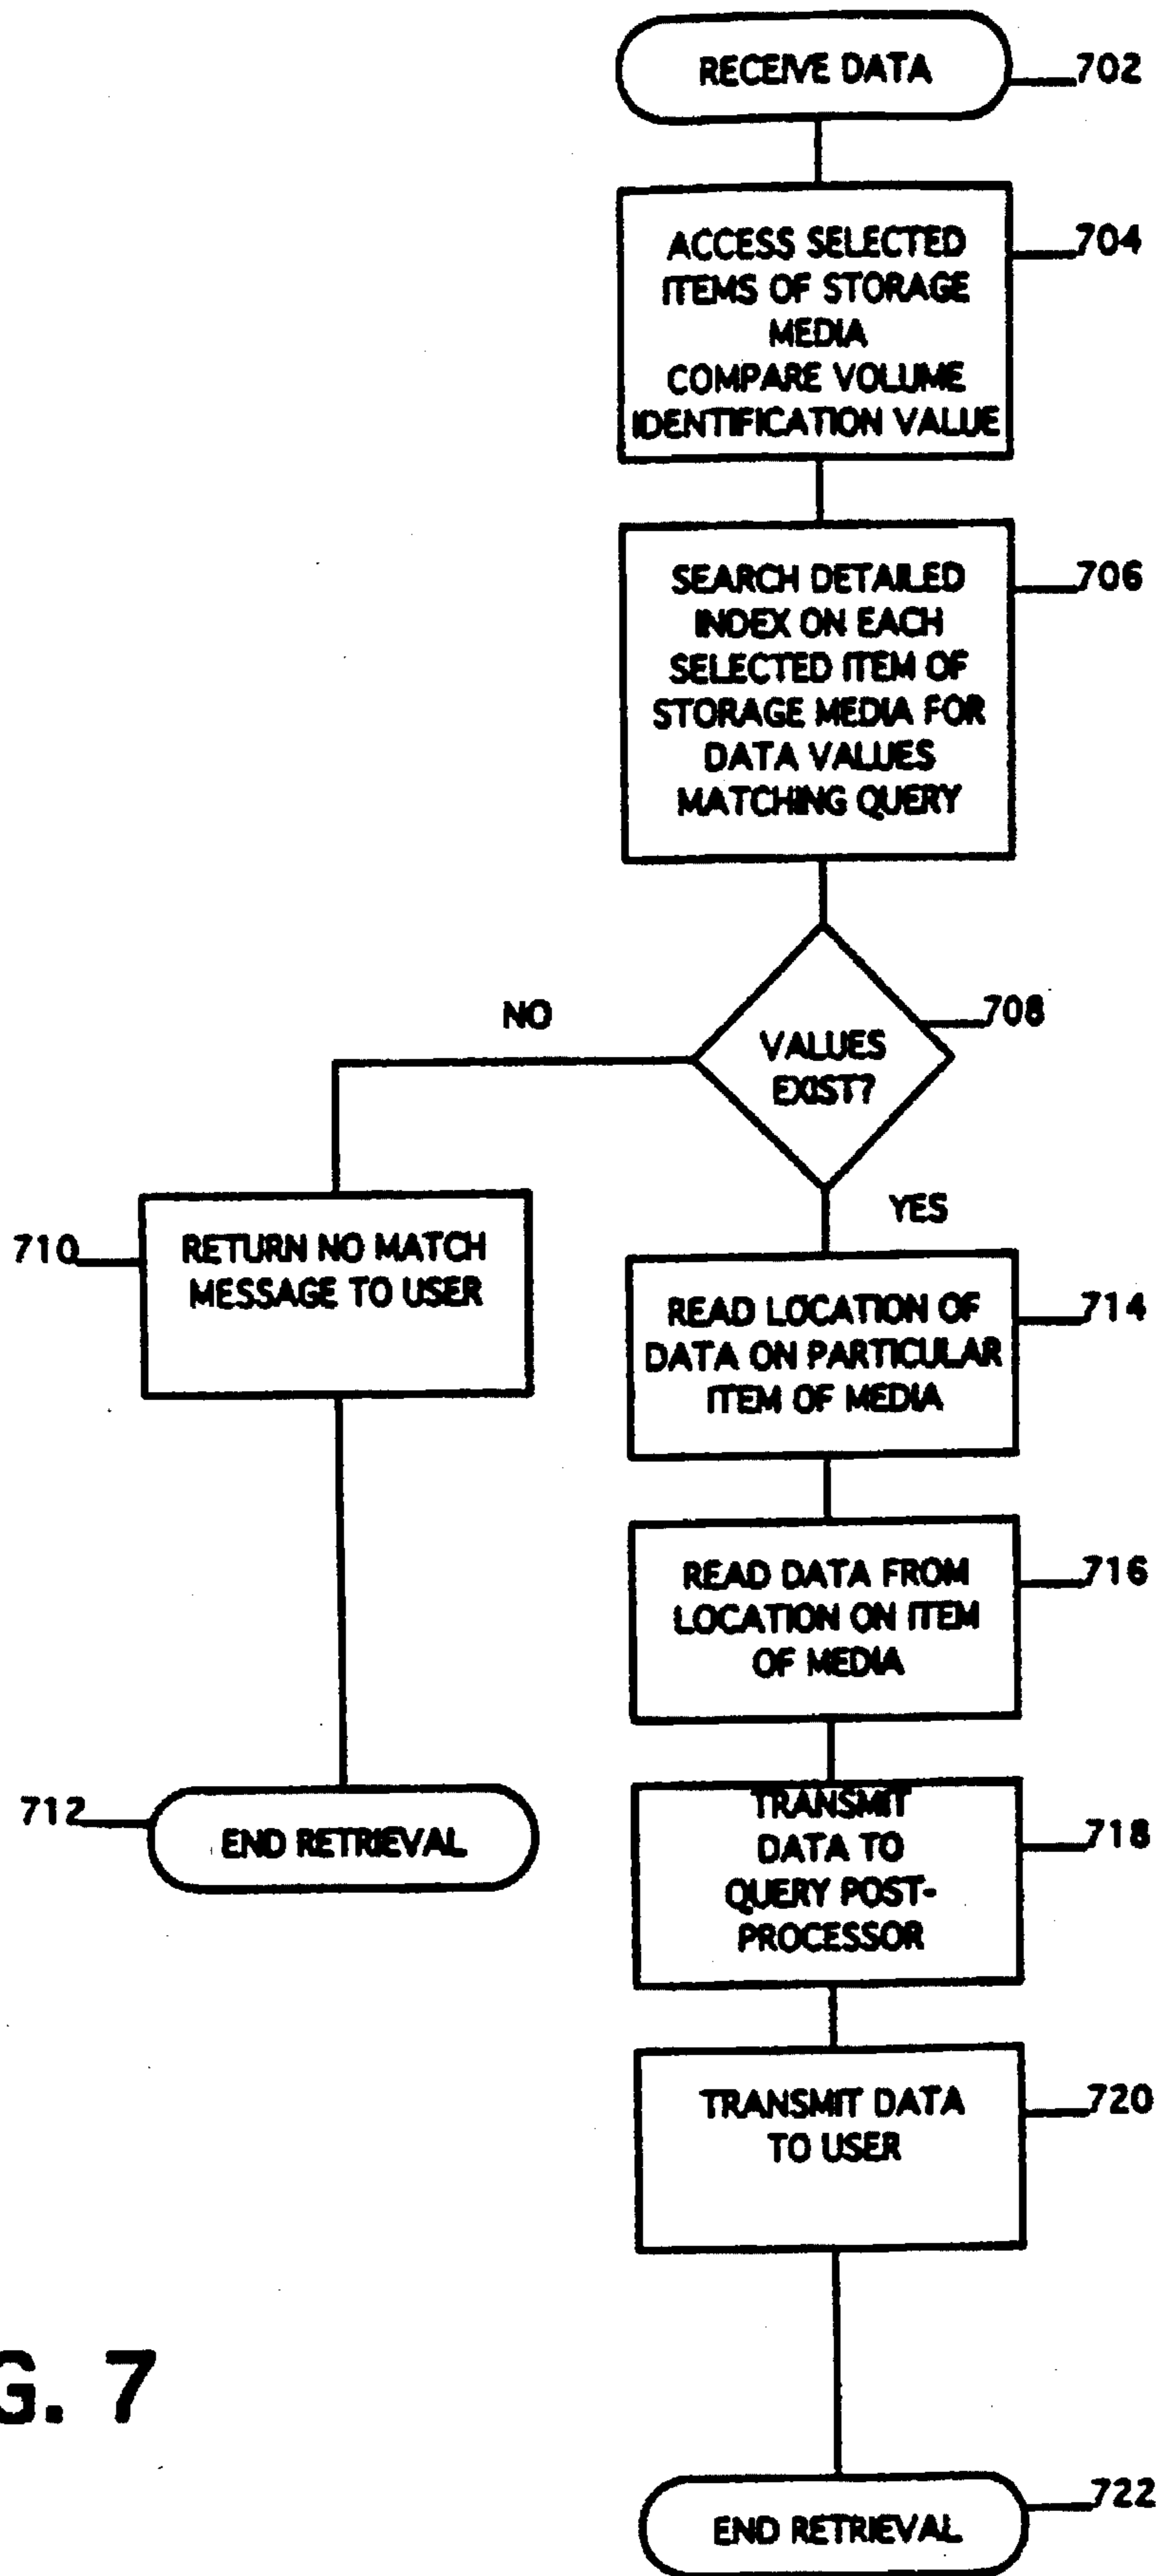 RECEIVE DATA
702
ACCESS SELECTED
ITEMS OF STORAGE
MEDIA
COMPARE VOLUME
IDENTIFICATION VALUE
704
SEARCH DETAILED
INDEX ON EACH
SELECTED ITEM OF
STORAGE MEDIA FOR
DATA VALUES
MATCHING QUERY
706
VALUES
EXIST?
708
NO
YES
710
RETURN NO MATCH
MESSAGE TO USER
READ LOCATION OF
DATA ON PARTICULAR
ITEM OF MEDIA
714
READ DATA FROM
LOCATION ON ITEM
OF MEDIA
716
712
END RETRIEVAL
TRANSMIT
DATA TO
QUERY POST-
PROCESSOR
718
TRANSMIT DATA
TO USER
720
G. 7
END RETRIEVAL
722